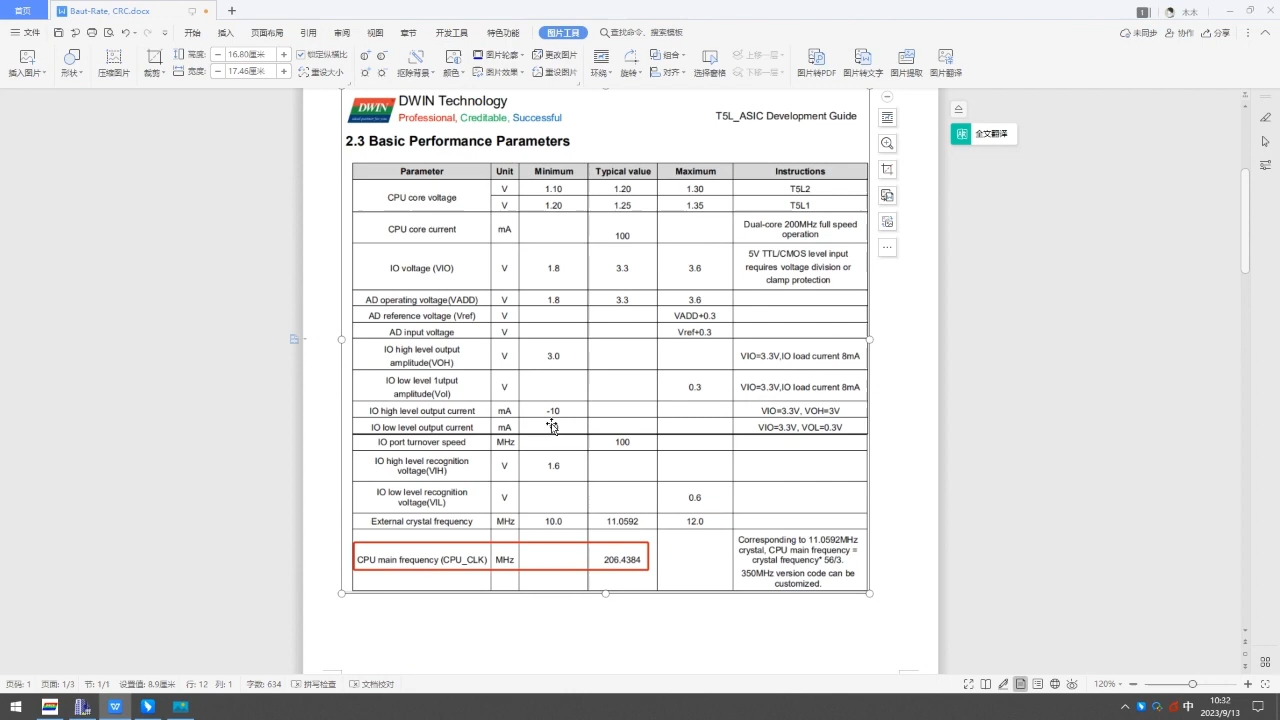 首页
Baut-Rate, CRC.docx
1
木木
三 文件
开始
插入
页面布局
引用
审阅
视图
章节
开发工具
特色功能
图片工具
查找命令、搜索模板
未同步
协作
分享
插入图片
形状
压缩图片
裁剪
高度:
16.80厘米
宽度:
17.46厘米
锁定纵横比
重设大小
抠除背景
颜色
图片轮廓
图片效果
更改图片
重设图片
环绕
旋转
组合
对齐
选择窗格
上移一层
下移一层
图片转PDF
图片转文字
图片提取
图片翻译
全文翻译
DWIN
DWIN Technology
Professional, Creditable, Successful
T5L_ASIC Development Guide
2.3 Basic Performance Parameters
Parameter Unit Minimum Typical value Maximum Instructions
CPU core voltage V 1.10 1.20 1.30 T5L2
V 1.20 1.25 1.35 T5L1
CPU core current mA 100 Dual-core 200MHz full speed
operation
IO voltage (VIO) V 1.8 3.3 3.6 5V TTL/CMOS level input
requires voltage division or
clamp protection
AD operating voltage(VADD) V 1.8 3.3 3.6
AD reference voltage (Vref) V VADD+0.3
AD input voltage V Vref+0.3
IO high level output
amplitude(VOH) V 3.0 VIO=3.3V,IO load current 8mA
IO low level 1utput
amplitude(Vol) V 0.3 VIO=3.3V,IO load current 8mA
IO high level output current mA -10 VIO=3.3V, VOH=3V
IO low level output current mA VIO=3.3V, VOL=0.3V
IO port turnover speed MHz 100
IO high level recognition
voltage(VIH) V 1.6
IO low level recognition
voltage(VIL) V 0.6
External crystal frequency MHz 10.0 11.0592 12.0
CPU main frequency (CPU_CLK) MHz 206.4384 Corresponding to 11.0592MHz
crystal, CPU main frequency =
crystal frequency* 56/3.
350MHz version code can be
customized.
页码: 1
页面: 1/3
节: 1/1
设置值: 8.9厘米
行: 12
列: 1
字数: 634
拼写检查
文档校对
120%
中
10:32
2023/9/13